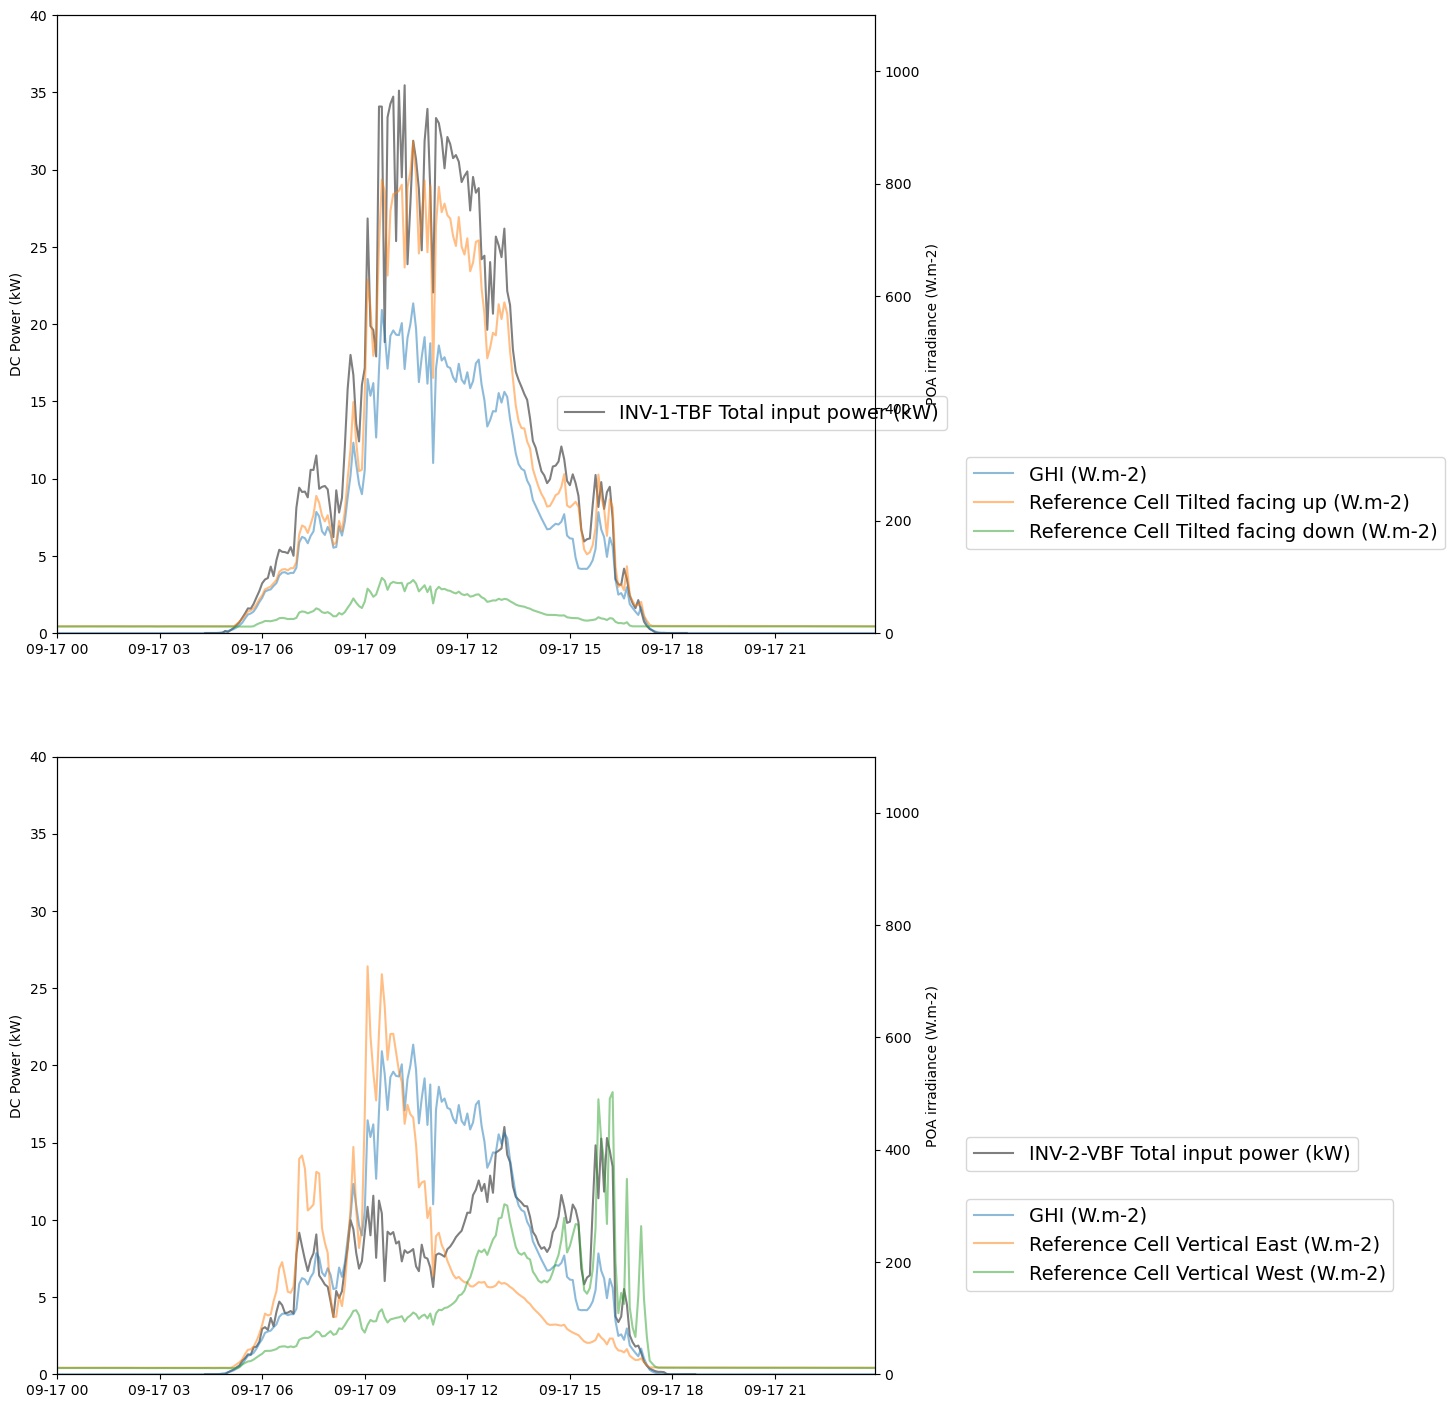 40
35
30
25
20
15
10
5
0
DC Power (kW)
1000
800
600
400
200
0
POA irradiance (W.m-2)
INV-1-TBF Total input power (kW)
GHI (W.m-2)
Reference Cell Tilted facing up (W.m-2)
Reference Cell Tilted facing down (W.m-2)
09-17 00 09-17 03 09-17 06 09-17 09 09-17 12 09-17 15 09-17 18 09-17 21
40
35
30
25
20
15
10
5
0
DC Power (kW)
1000
800
600
400
200
0
POA irradiance (W.m-2)
INV-2-VBF Total input power (kW)
GHI (W.m-2)
Reference Cell Vertical East (W.m-2)
Reference Cell Vertical West (W.m-2)
09-17 00 09-17 03 09-17 06 09-17 09 09-17 12 09-17 15 09-17 18 09-17 21